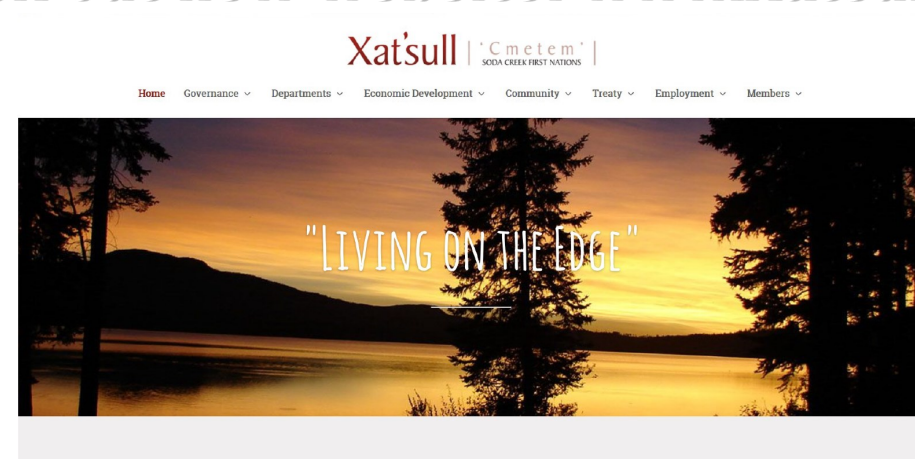 Xat'sull | 'Cmetem' |
SODA CREEK FIRST NATIONS
Home Governance Departments Economic Development Community Treaty Employment Members
"LIVING ON THE EDGE"